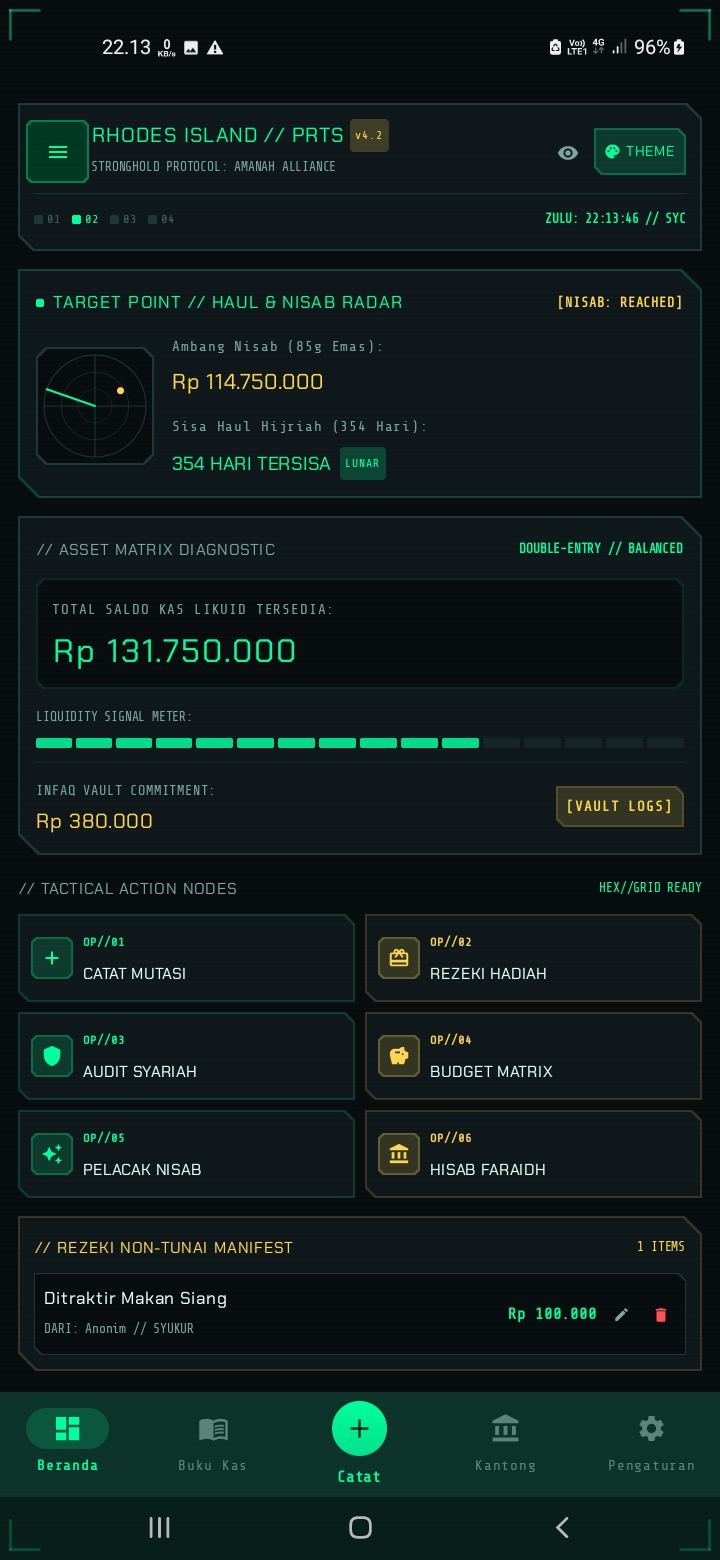 22.13 0 KB/s Vo)) LTE1 4G 96%
RHODES ISLAND // PRTS v4.2
STRONGHOLD PROTOCOL: AMANAH ALLIANCE
THEME
01 02 03 04 ZULU: 22:13:46 // SYC
TARGET POINT // HAUL & NISAB RADAR [NISAB: REACHED]
Ambang Nisab (85g Emas):
Rp 114.750.000
Sisa Haul Hijriah (354 Hari):
354 HARI TERSISA LUNAR
// ASSET MATRIX DIAGNOSTIC DOUBLE-ENTRY // BALANCED
TOTAL SALDO KAS LIKUID TERSEDIA:
Rp 131.750.000
LIQUIDITY SIGNAL METER:
INFAQ VAULT COMMITMENT:
Rp 380.000
[VAULT LOGS]
// TACTICAL ACTION NODES HEX//GRID READY
OP//01
CATAT MUTASI
OP//02
REZEKI HADIAH
OP//03
AUDIT SYARIAH
OP//04
BUDGET MATRIX
OP//05
PELACAK NISAB
OP//06
HISAB FARAIDH
// REZEKI NON-TUNAI MANIFEST 1 ITEMS
Ditraktir Makan Siang
DARI: Anonim // SYUKUR
Rp 100.000
Beranda Buku Kas Catat Kantong Pengaturan